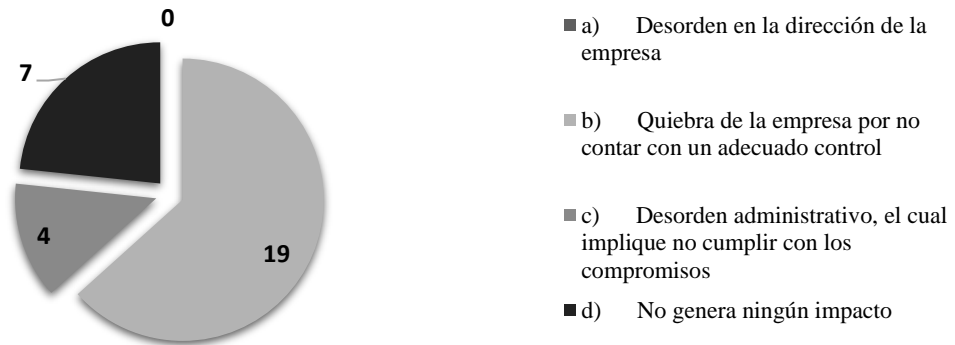 0
7
4
19
a) Desorden en la dirección de la
empresa
b) Quiebra de la empresa por no
contar con un adecuado control
c) Desorden administrativo, el cual
implique no cumplir con los
compromisos
d) No genera ningún impacto